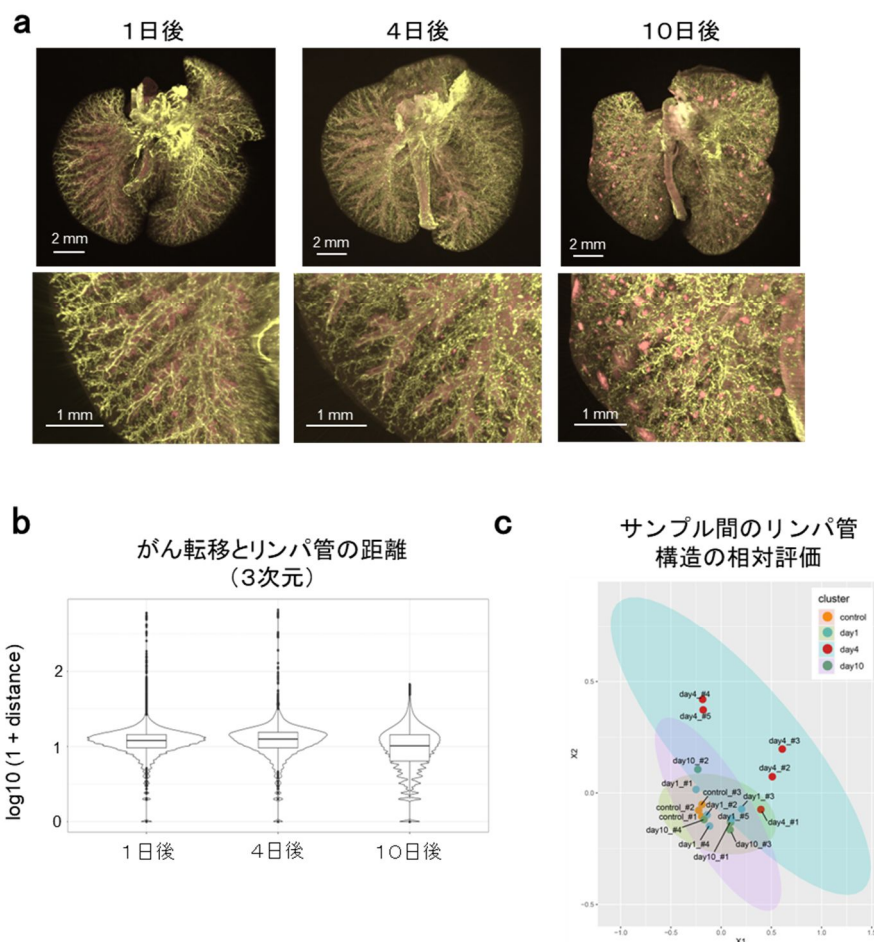 a
1日後
4日後
10日後
2 mm
2 mm
2 mm
1 mm
1 mm
1 mm
b
がん転移とリンパ管の距離
（３次元）
log10 (1 + distance)
2
1
0
1日後
4日後
10日後
c
サンプル間のリンパ管
構造の相対評価
cluster
control
day1
day4
day10
X2
0.5
0.0
−0.5
day4_#4
day4_#5
day4_#3
day10_#2
day4_#2
day1_#1
control_#3
control_#2
day1_#2
day1_#3
control_#1
day1_#5
day4_#1
day10_#4
day1_#4
day10_#3
day10_#1
−1.0
−0.5
0.0
0.5
1.0
1.5
X1